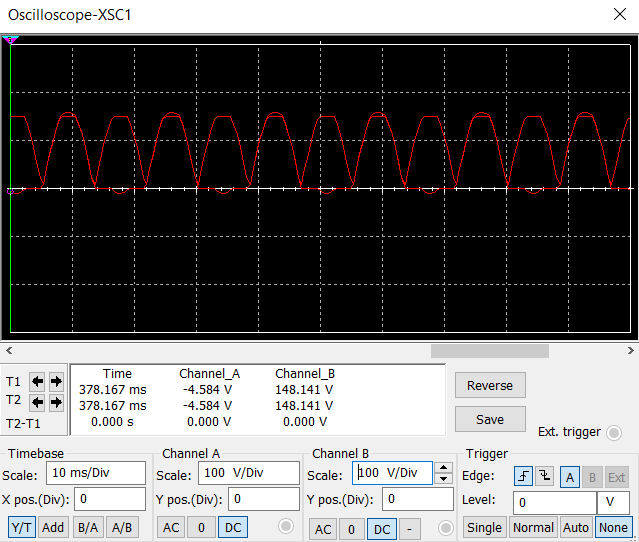 Oscilloscope-XSC1
Time Channel_A Channel_B
T1 378.167 ms -4.584 V 148.141 V
T2 378.167 ms -4.584 V 148.141 V
T2-T1 0.000 s 0.000 V 0.000 V
Reverse
Save
Ext. trigger
Timebase
Scale: 10 ms/Div
X pos.(Div): 0
Y/T Add B/A A/B
Channel A
Scale: 100 V/Div
Y pos.(Div): 0
AC 0 DC
Channel B
Scale: 100 V/Div
Y pos.(Div): 0
AC 0 DC -
Trigger
Edge: A B Ext
Level: 0 V
Single Normal Auto None